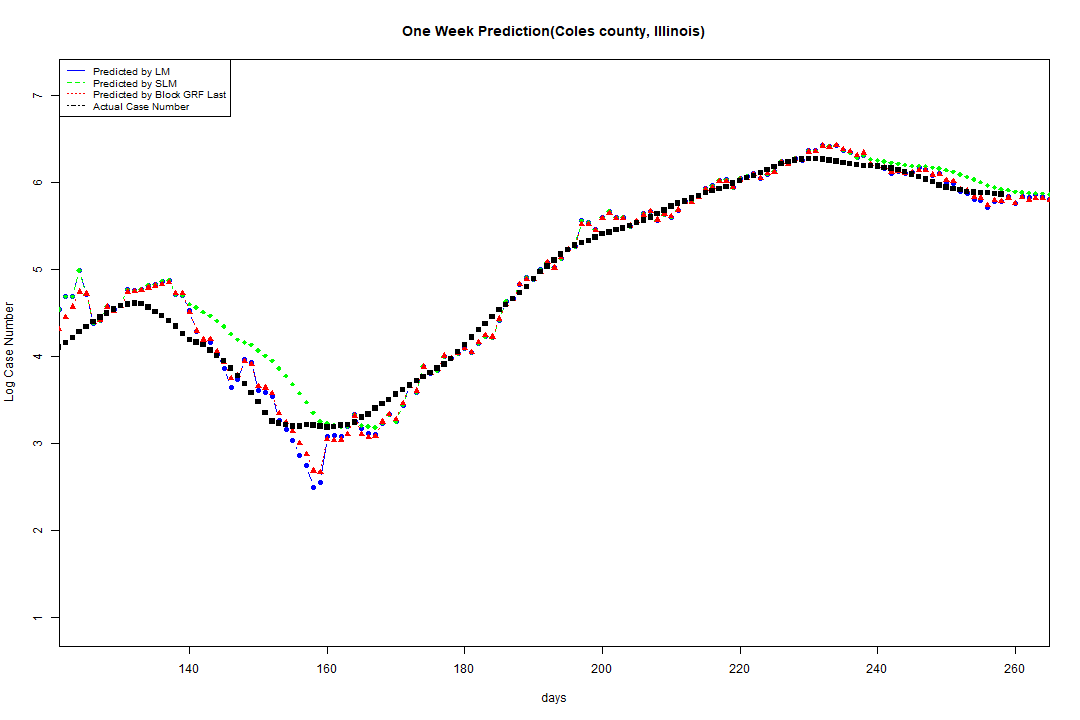 One Week Prediction(Coles county, Illinois)
Predicted by LM
Predicted by SLM
Predicted by Block GRF Last
Actual Case Number
7
6
5
4
3
2
1
Log Case Number
140 160 180 200 220 240 260
days